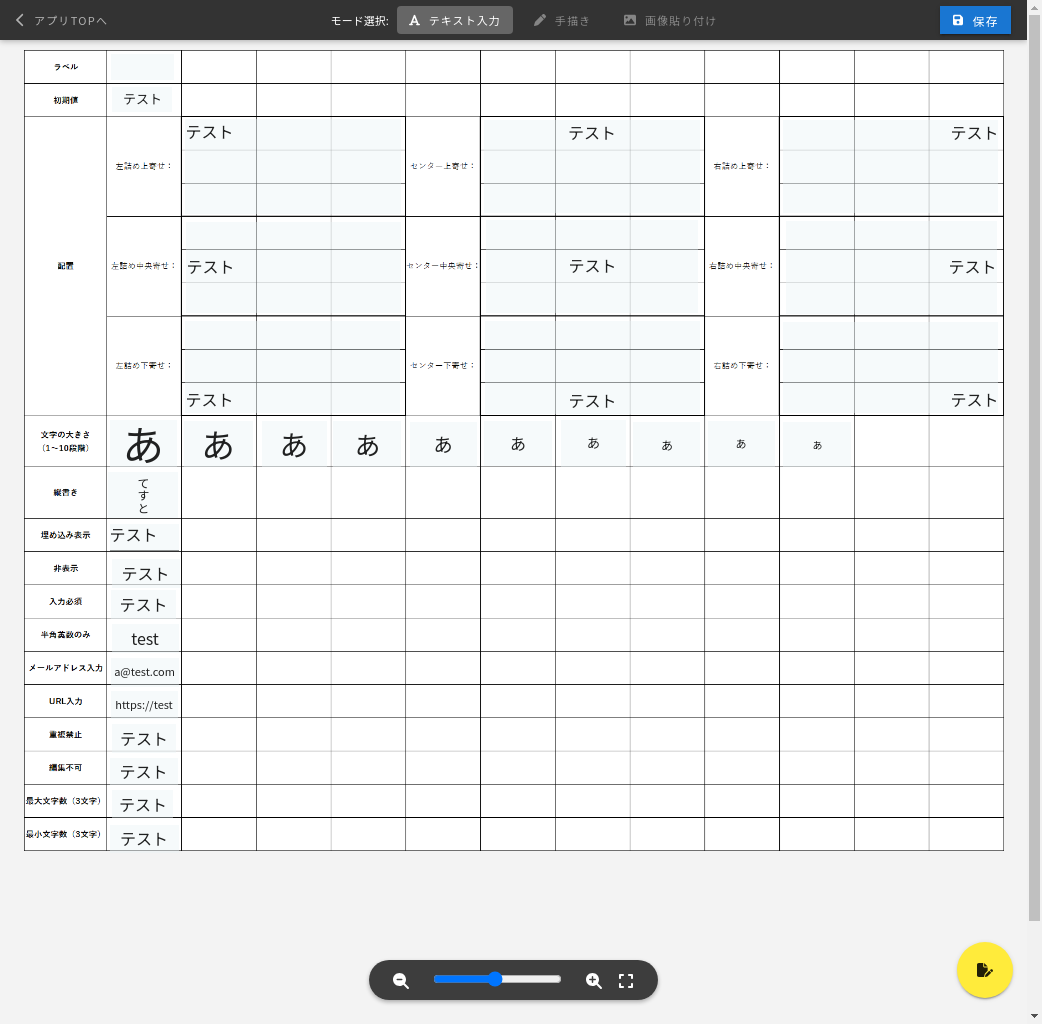 アプリTOPへ モード選択: テキスト入力 手描き 画像貼り付け 保存
ラベル
初期値 テスト
配置
左詰め上寄せ： テスト センター上寄せ： テスト 右詰め上寄せ： テスト
左詰め中央寄せ： テスト センター中央寄せ： テスト 右詰め中央寄せ： テスト
左詰め下寄せ： テスト センター下寄せ： テスト 右詰め下寄せ： テスト
文字の大きさ
（1〜10段階）
あ あ あ あ あ あ あ あ あ あ
縦書き てすと
埋め込み表示 テスト
非表示 テスト
入力必須 テスト
半角英数のみ test
メールアドレス入力 a@test.com
URL入力 https://test
重複禁止 テスト
編集不可 テスト
最大文字数（3文字） テスト
最小文字数（3文字） テスト